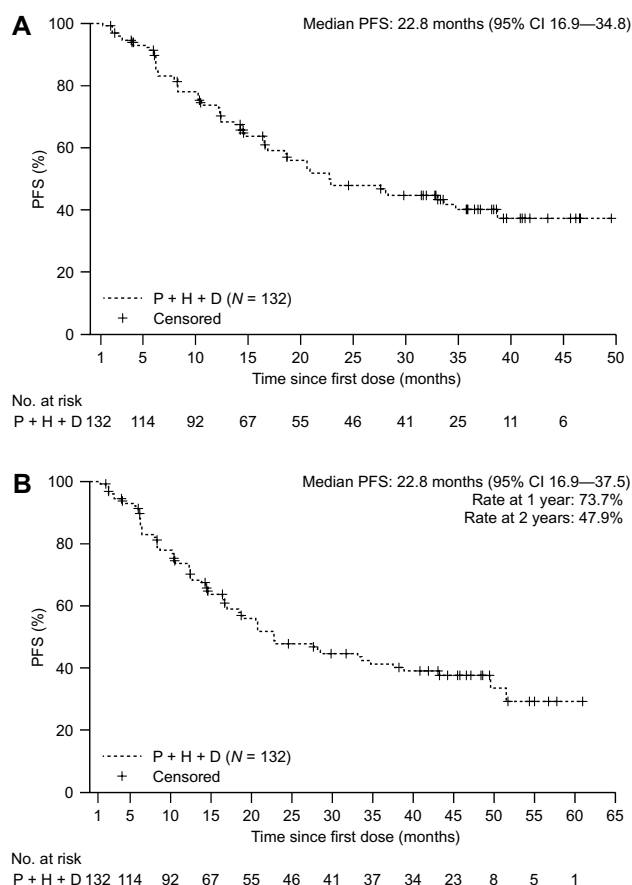 A
Median PFS: 22.8 months (95% CI 16.9—34.8)
PFS (%)
100
80
60
40
20
0
P + H + D (N = 132)
Censored
1 5 10 15 20 25 30 35 40 45 50
Time since first dose (months)
No. at risk
P + H + D 132 114 92 67 55 46 41 25 11 6
B
Median PFS: 22.8 months (95% CI 16.9—37.5)
Rate at 1 year: 73.7%
Rate at 2 years: 47.9%
PFS (%)
100
80
60
40
20
0
P + H + D (N = 132)
Censored
1 5 10 15 20 25 30 35 40 45 50 55 60 65
Time since first dose (months)
No. at risk
P + H + D 132 114 92 67 55 46 41 37 34 23 8 5 1